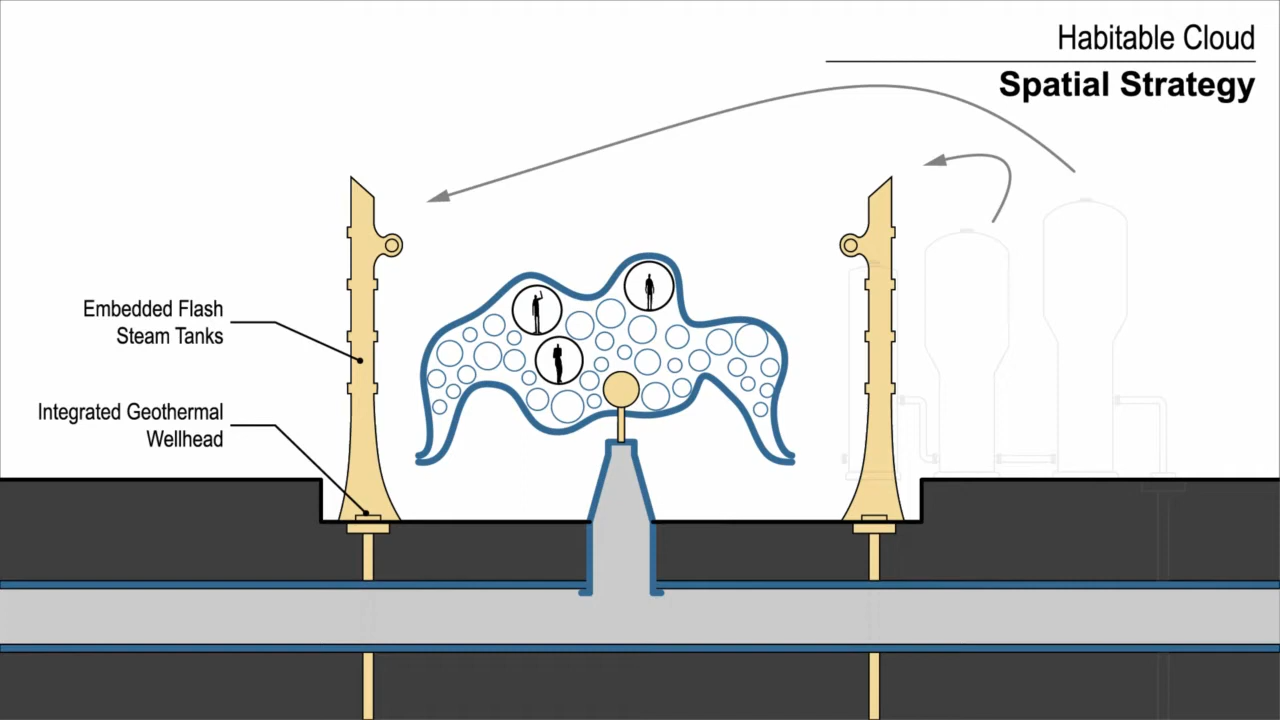 Habitable Cloud
Spatial Strategy
Embedded Flash
Steam Tanks
Integrated Geothermal
Wellhead